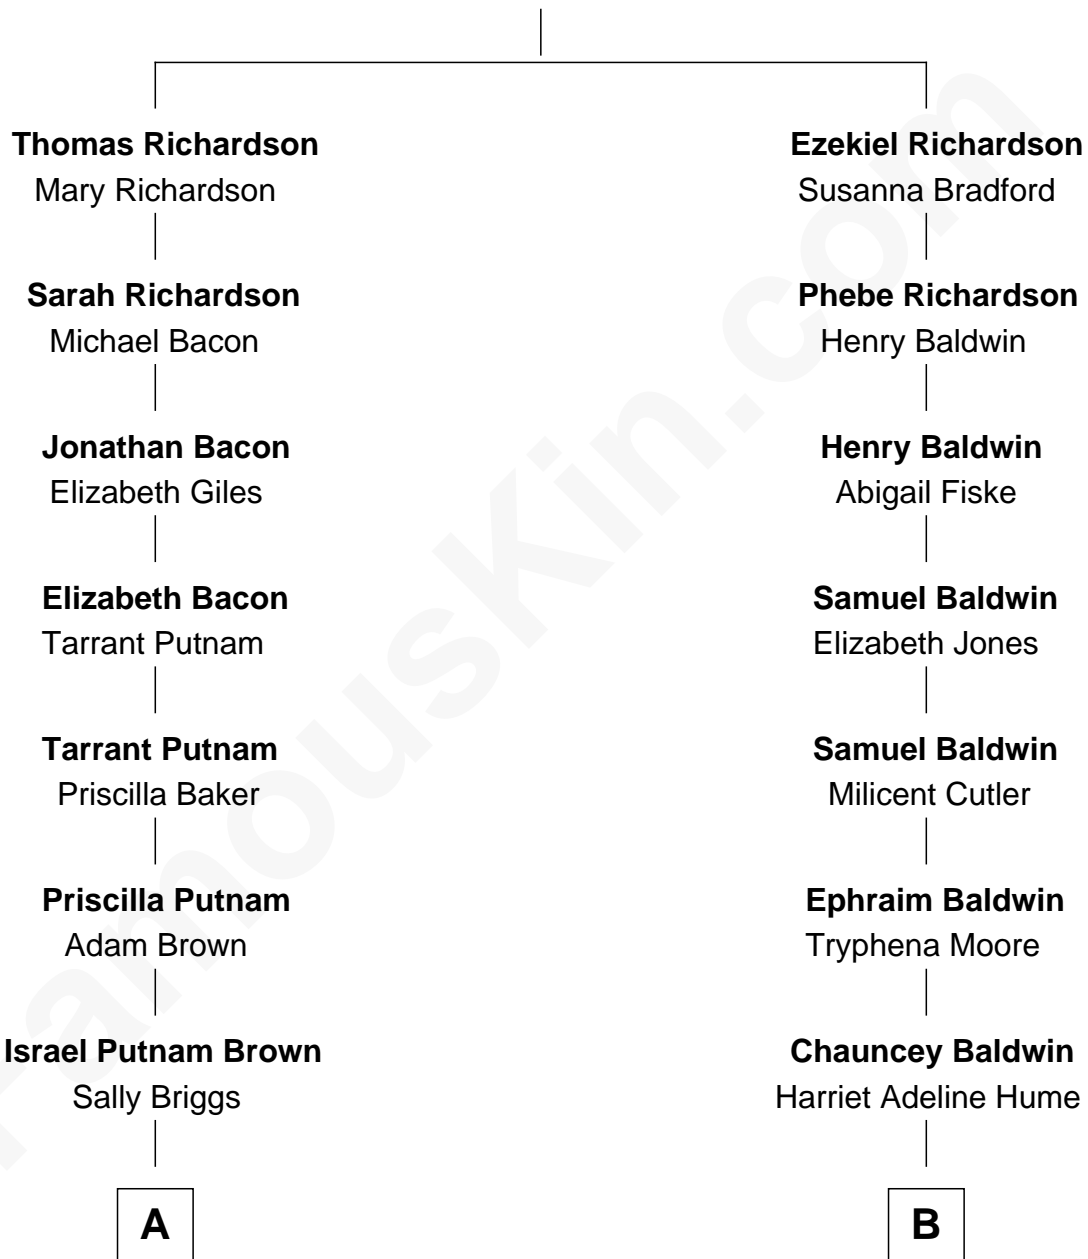 Thomas Richardson
Mary Richardson
Sarah Richardson
Michael Bacon
Jonathan Bacon
Elizabeth Giles
Elizabeth Bacon
Tarrant Putnam
Tarrant Putnam
Priscilla Baker
Priscilla Putnam
Adam Brown
Israel Putnam Brown
Sally Briggs
A
Ezekiel Richardson
Susanna Bradford
Phebe Richardson
Henry Baldwin
Henry Baldwin
Abigail Fiske
Samuel Baldwin
Elizabeth Jones
Samuel Baldwin
Milicent Cutler
Ephraim Baldwin
Tryphena Moore
Chauncey Baldwin
Harriet Adeline Hume
B
FamousKin.com